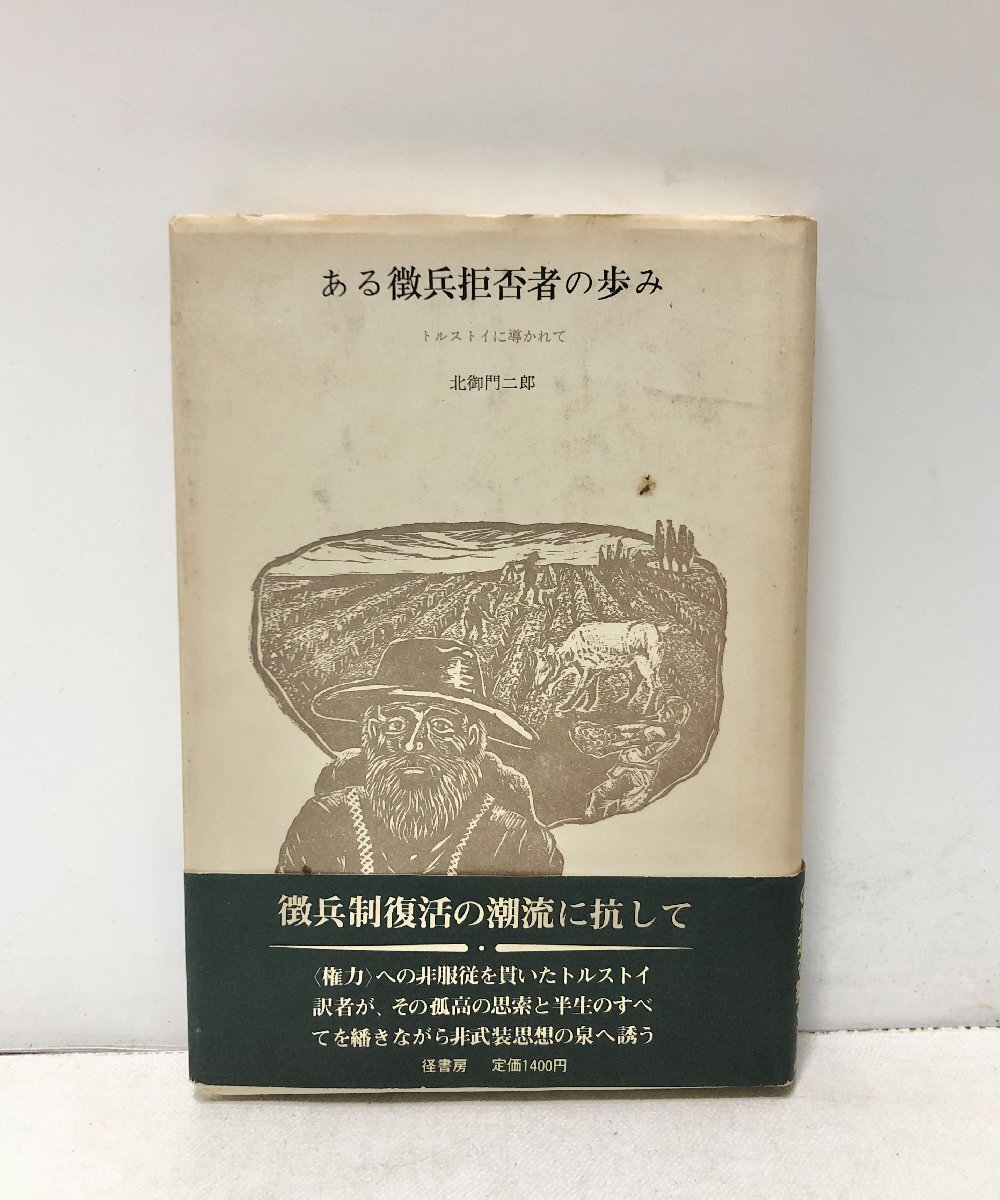 ある徴兵拒否者の歩み
トルストイに導かれて
北御門二郎
徴兵制復活の潮流に抗して
〈権力〉への非服従を貫いたトルストイ
訳者が、その孤高の思索と半生のすべ
てを繙きながら非武装思想の泉へ誘う
径書房 定価1400円